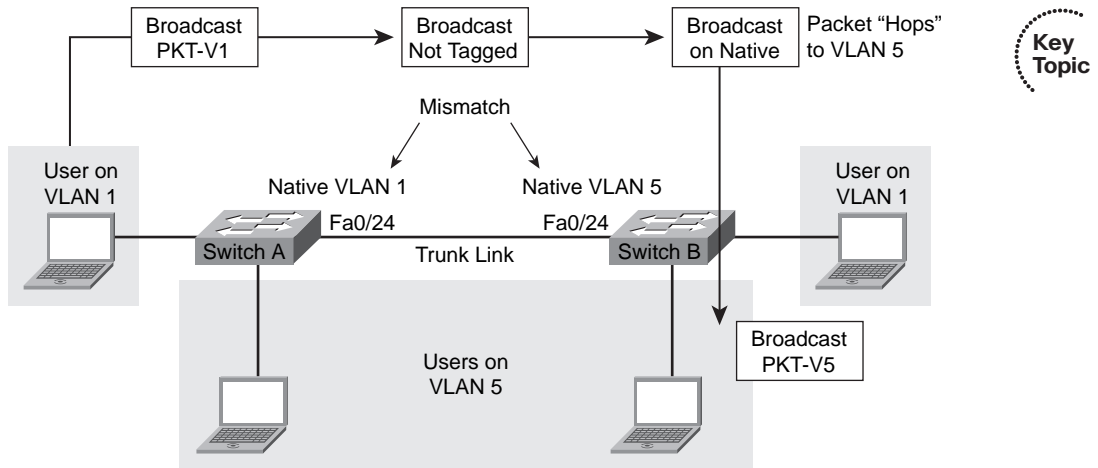 Broadcast
PKT-V1
Broadcast
Not Tagged
Broadcast
on Native
Packet “Hops”
to VLAN 5
Key
Topic
Mismatch
User on
VLAN 1
Native VLAN 1
Native VLAN 5
User on
VLAN 1
Fa0/24
Fa0/24
Switch A
Trunk Link
Switch B
Users on
VLAN 5
Broadcast
PKT-V5